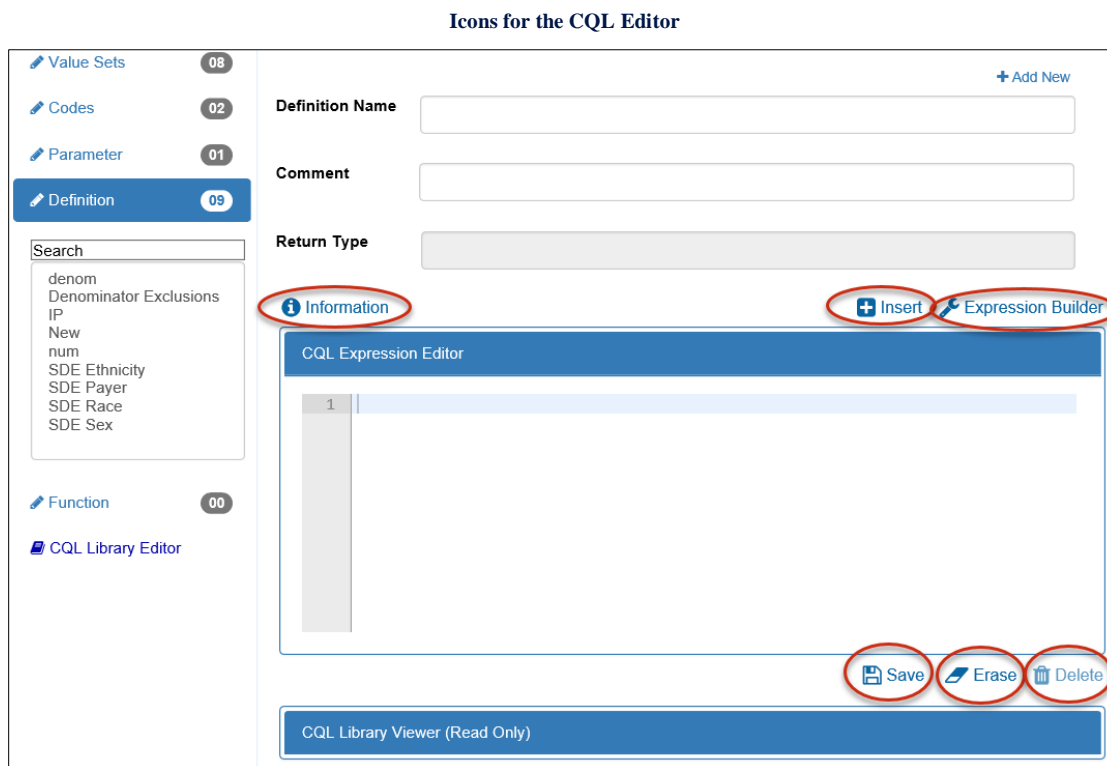 Icons for the CQL Editor
Value Sets 08
Codes 02
Parameter 01
Definition 09
Search
denom
Denominator Exclusions
IP
New
num
SDE Ethnicity
SDE Payer
SDE Race
SDE Sex
Function 00
CQL Library Editor
Add New
Definition Name
Comment
Return Type
Information
Insert
Expression Builder
CQL Expression Editor
1
Save
Erase
Delete
CQL Library Viewer (Read Only)